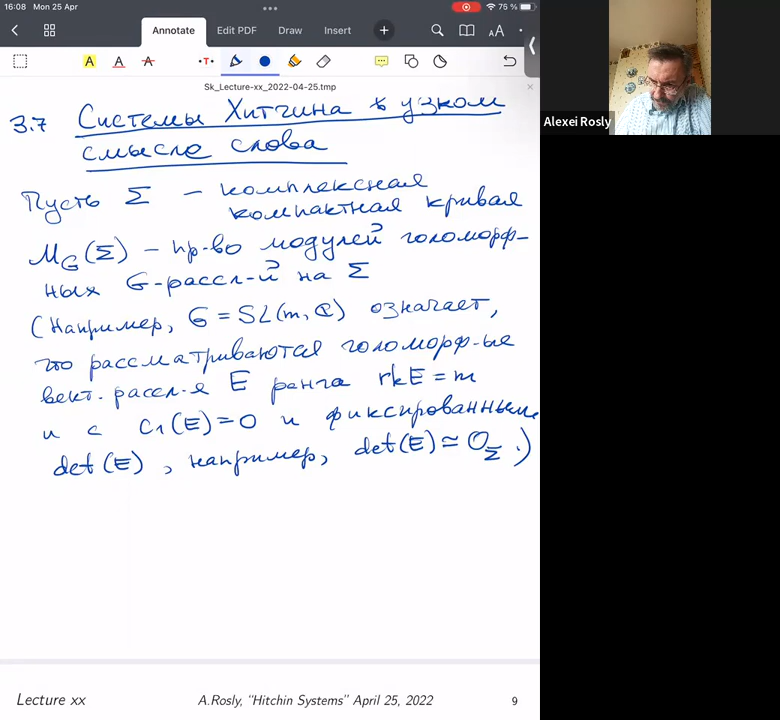 16:08 Mon 25 Apr
75 %
Annotate Edit PDF Draw Insert
AA
A A A T
Sk_Lecture-xx_2022-04-25.tmp
Alexei Rosly
3.7 Системы Хитчина в узком
смысле слова
Пусть Σ – комплексная
компактная кривая
M_G(Σ) – пр-во модулей голоморф-
ных G-рассл-й на Σ
(Например, G = SL(m, ℂ) означает,
что рассматриваются голоморф-ые
вект. рассл-я E ранга rk E = m
и с c₁(E) = 0 и фиксированным
det(E), например, det(E) ≃ O_Σ.)
Lecture xx A.Rosly, "Hitchin Systems" April 25, 2022 9